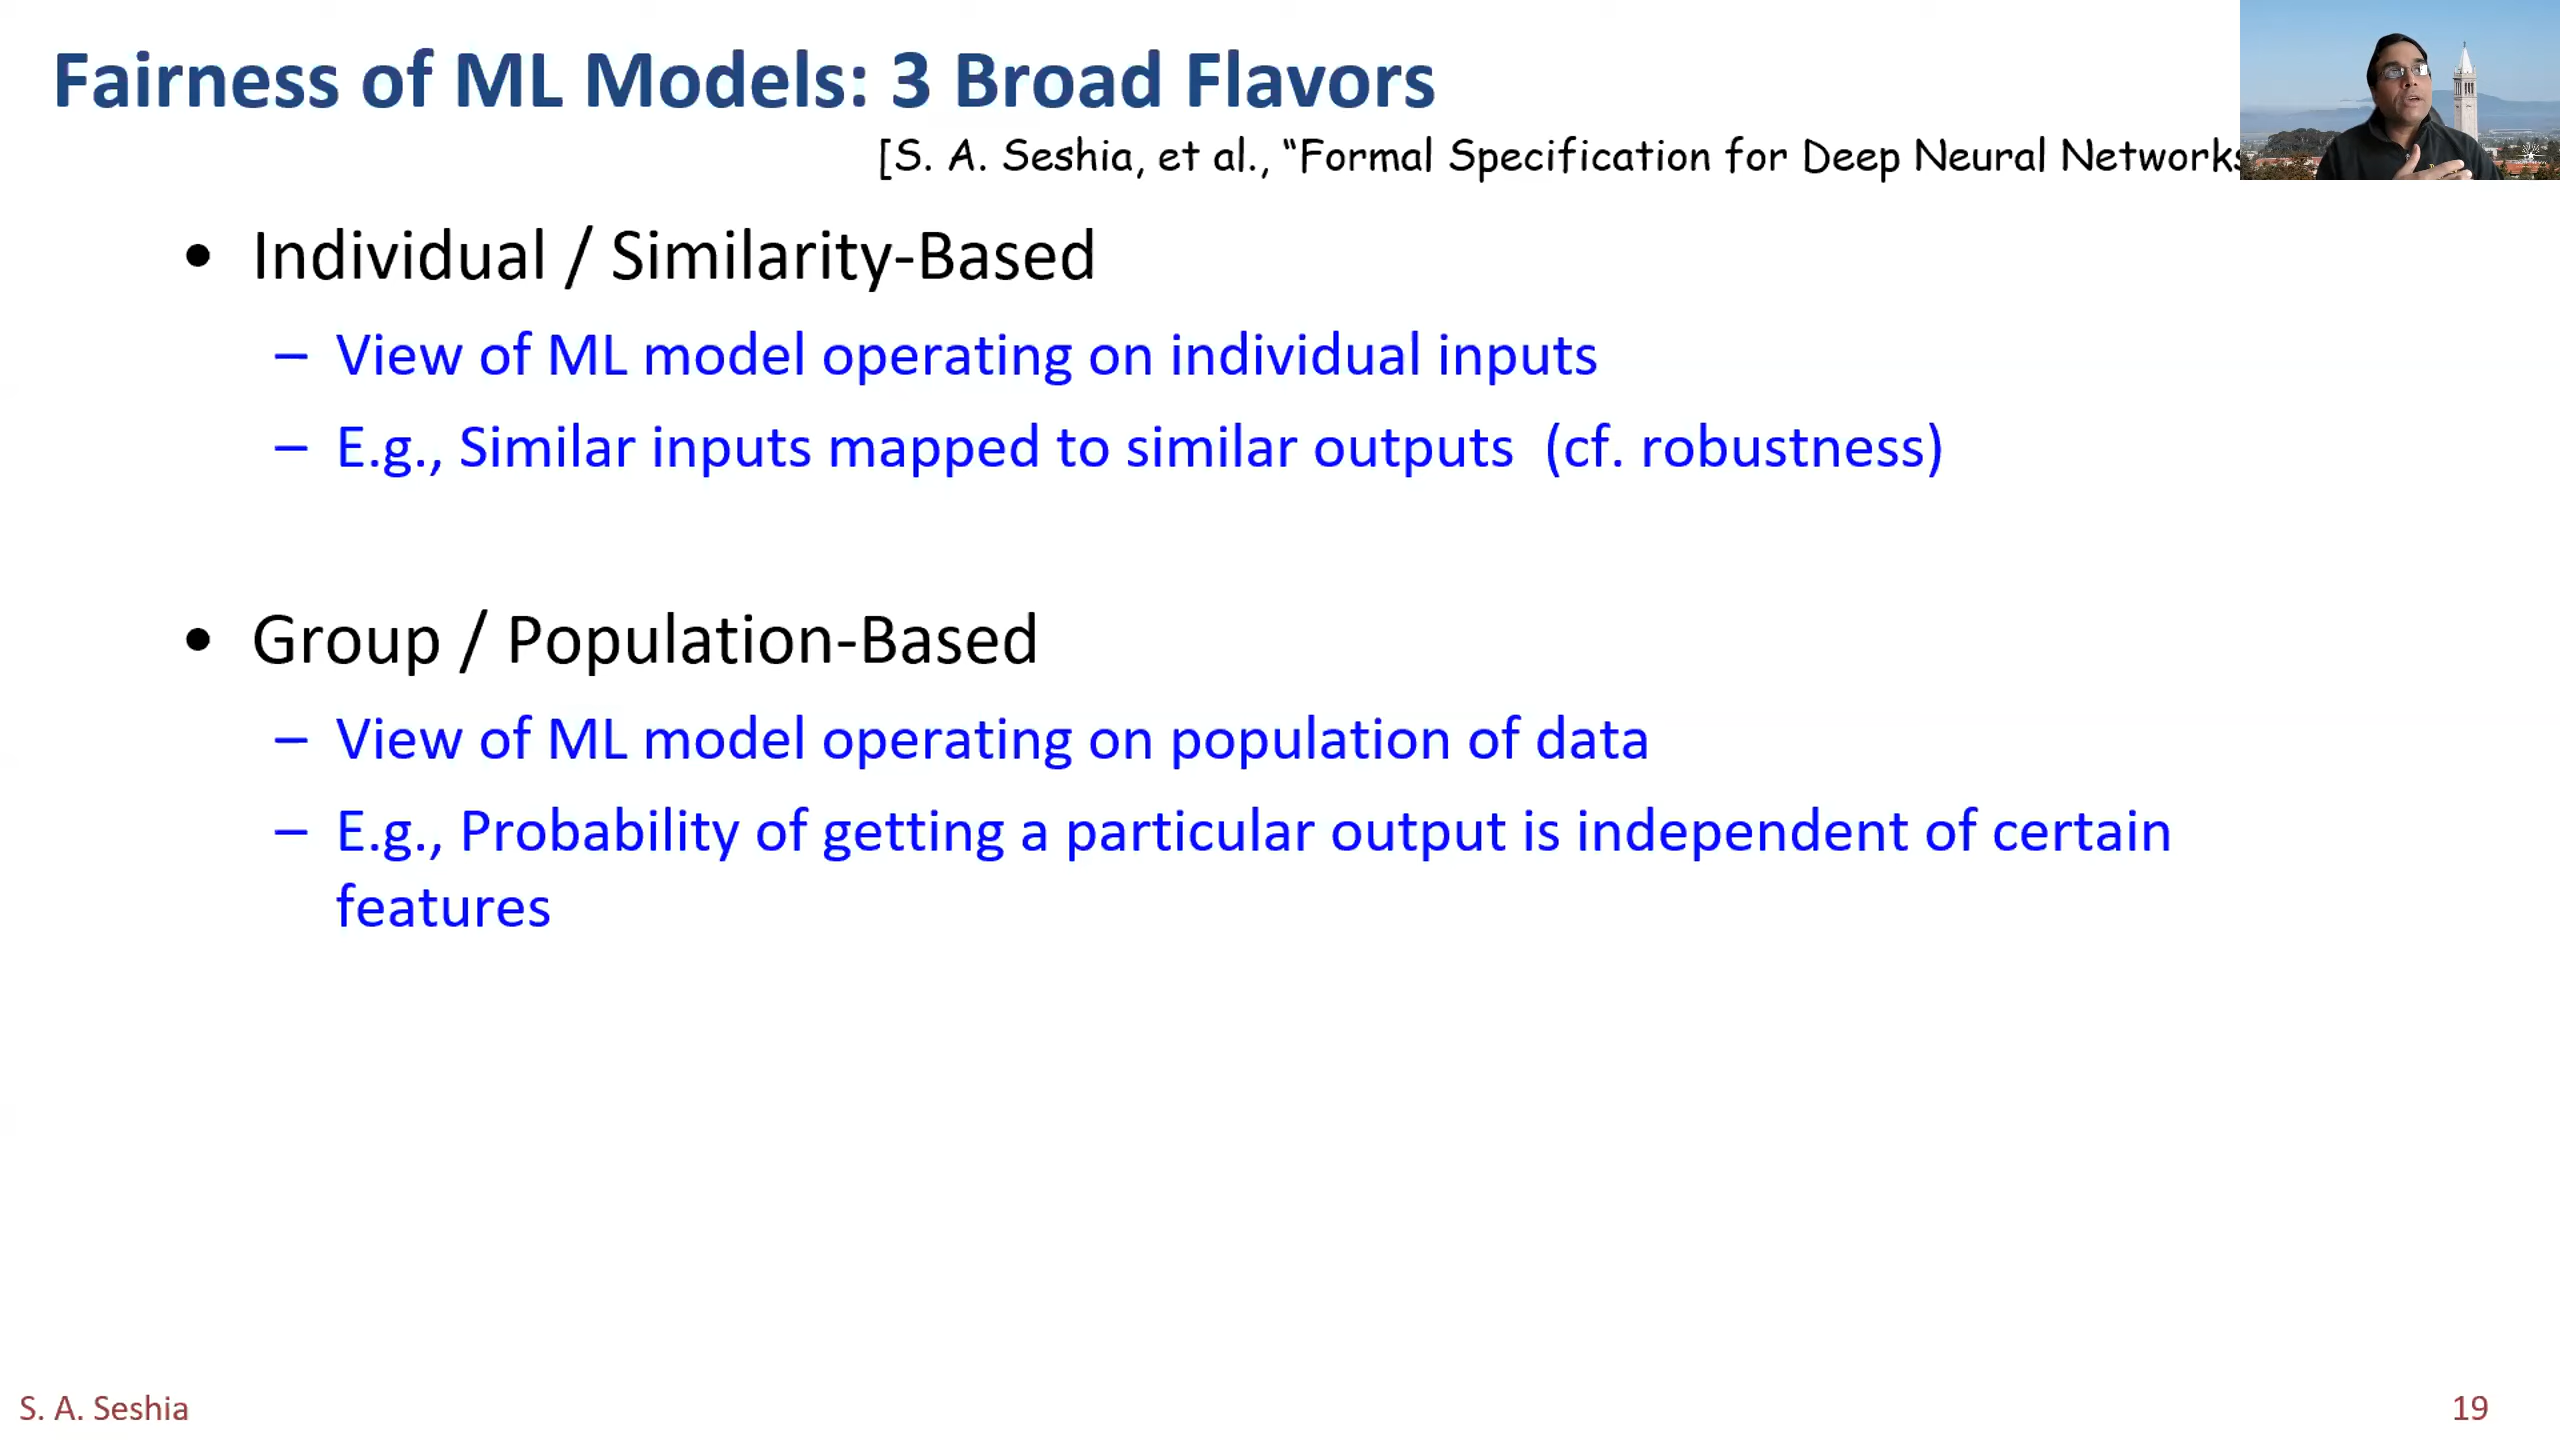 Fairness of ML Models: 3 Broad Flavors
[S. A. Seshia, et al., “Formal Specification for Deep Neural Networks
• Individual / Similarity-Based
– View of ML model operating on individual inputs
– E.g., Similar inputs mapped to similar outputs (cf. robustness)
• Group / Population-Based
– View of ML model operating on population of data
– E.g., Probability of getting a particular output is independent of certain
features
S. A. Seshia
19